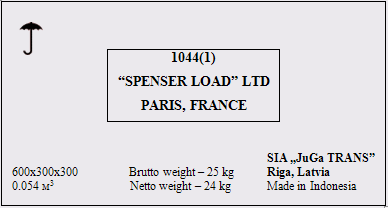 1044(1)
“SPENSER LOAD” LTD
PARIS, FRANCE
SIA „JuGa TRANS”
600x300x300 Brutto weight – 25 kg Riga, Latvia
0.054 м³ Netto weight – 24 kg Made in Indonesia